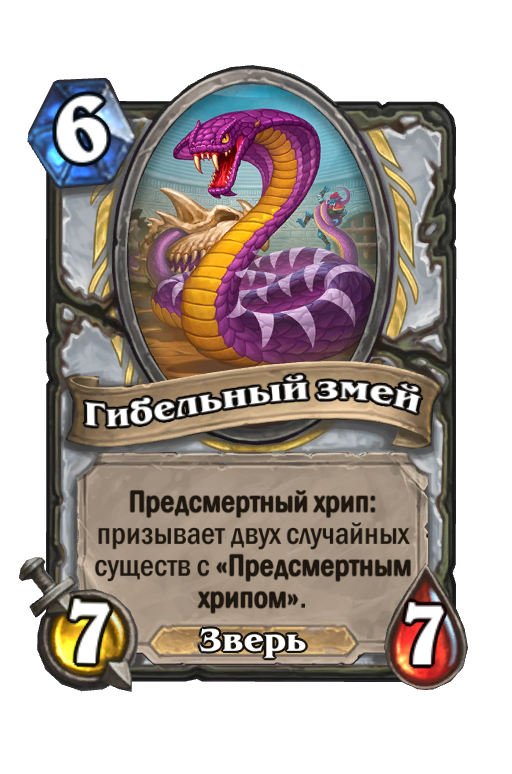 6
Гибельный змей
Предсмертный хрип:
призывает двух случайных
существ с «Предсмертным
хрипом».
7
Зверь
7